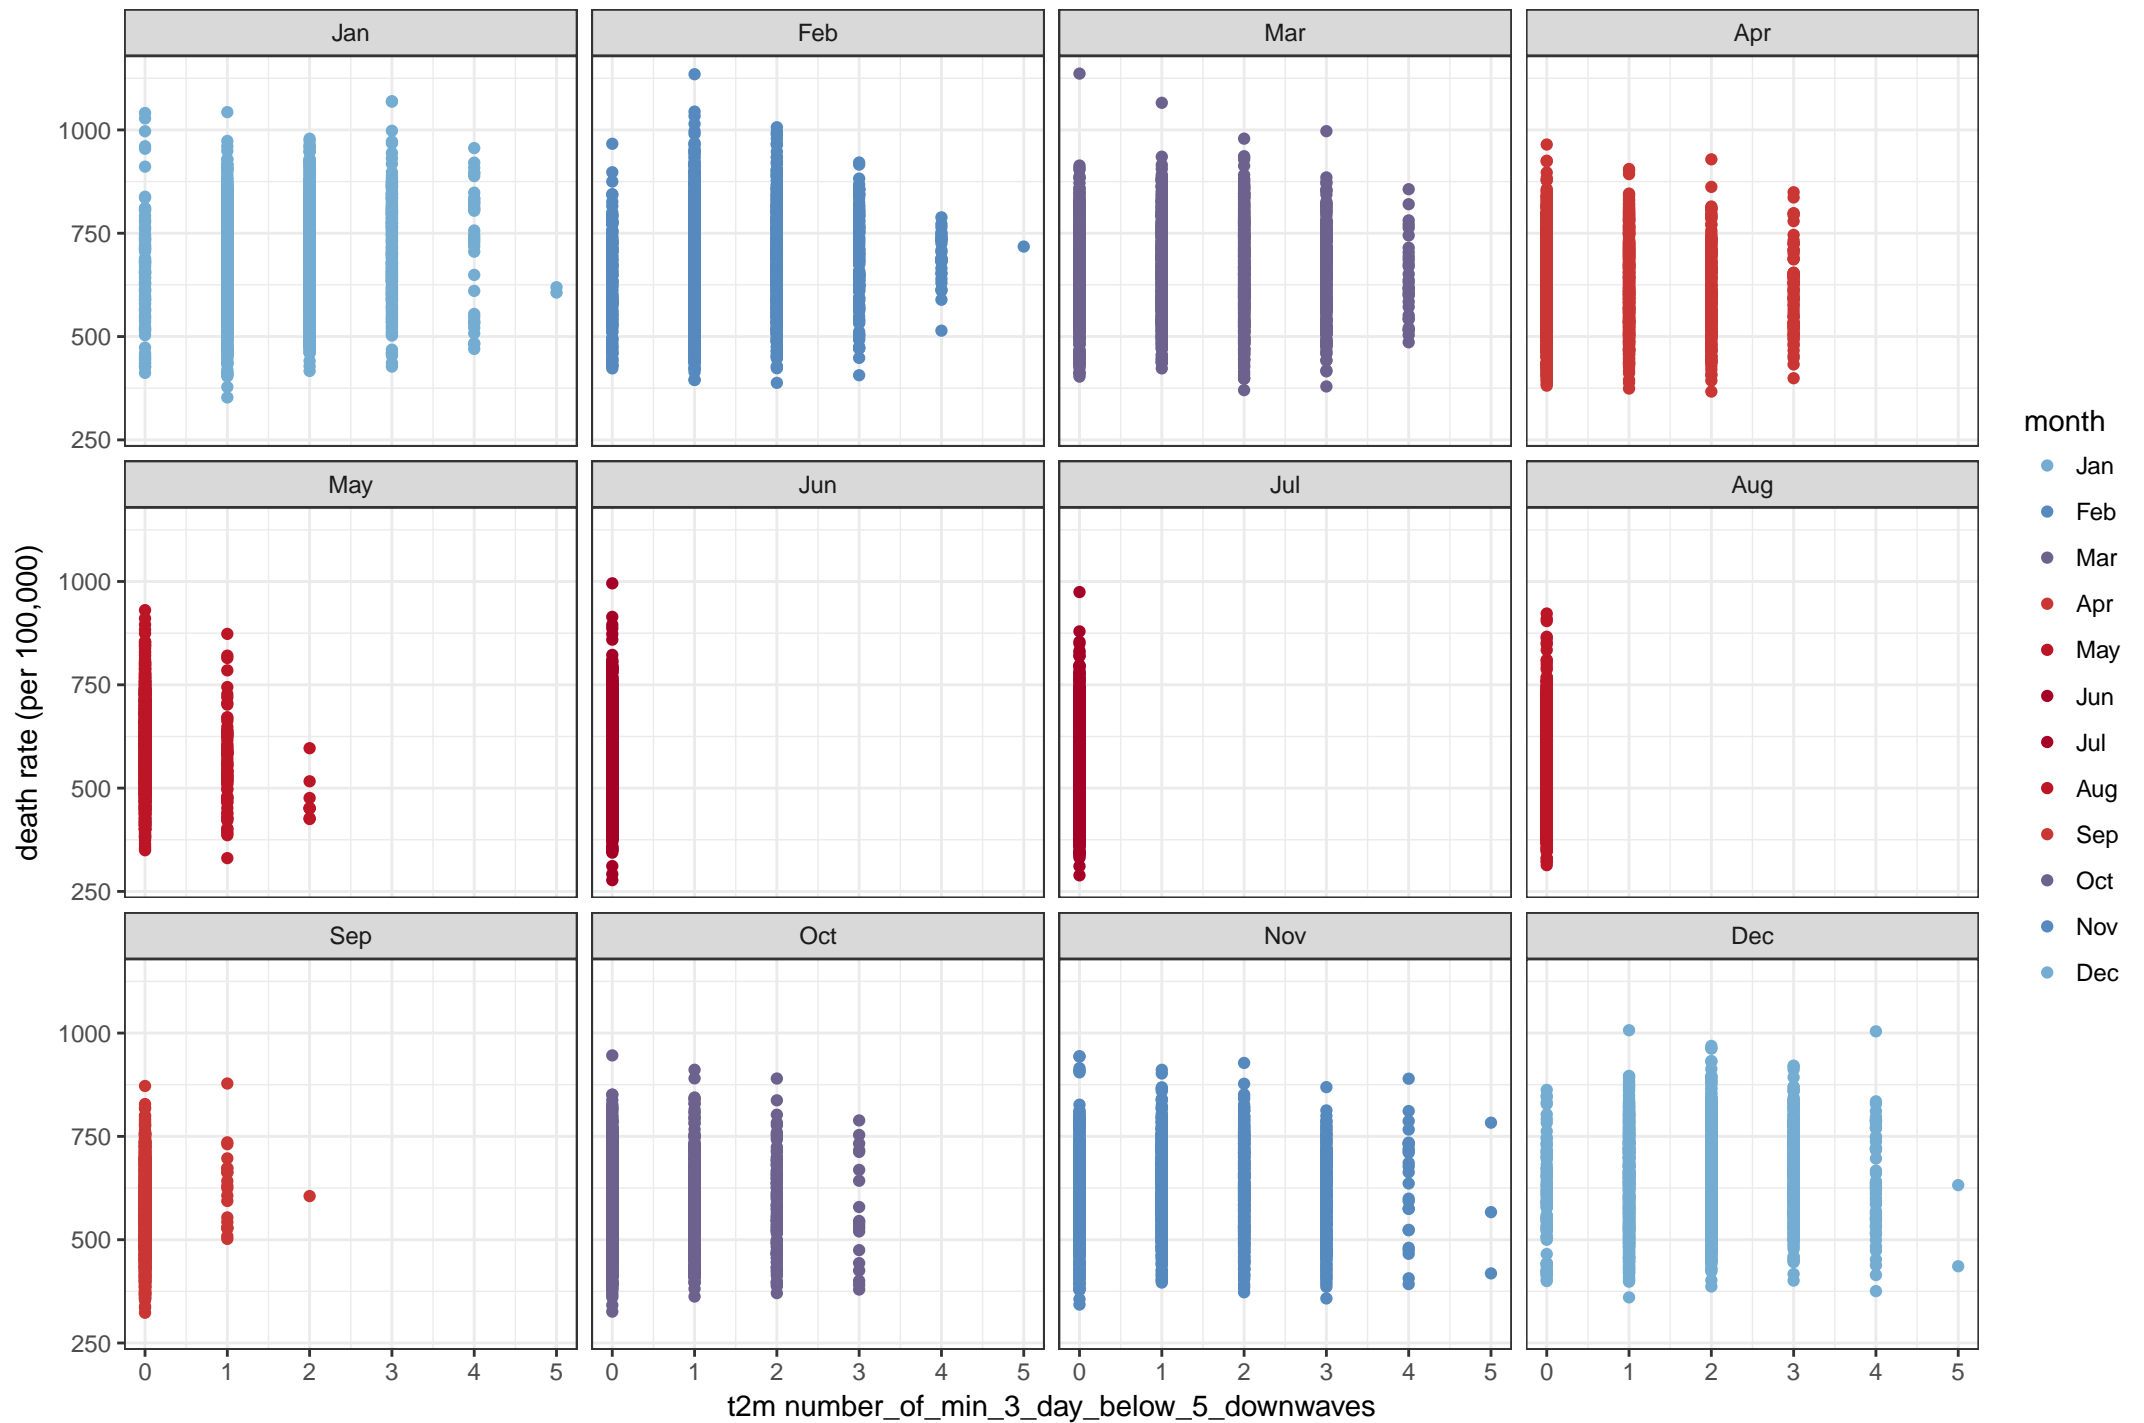 Jan Feb Mar Apr
1000
750
500
250
May Jun Jul Aug
1000
750
500
250
Sep Oct Nov Dec
1000
750
500
250
0 1 2 3 4 5 0 1 2 3 4 5 0 1 2 3 4 5 0 1 2 3 4 5
t2m number_of_min_3_day_below_5_downwaves
death rate (per 100,000)
month
Jan
Feb
Mar
Apr
May
Jun
Jul
Aug
Sep
Oct
Nov
Dec